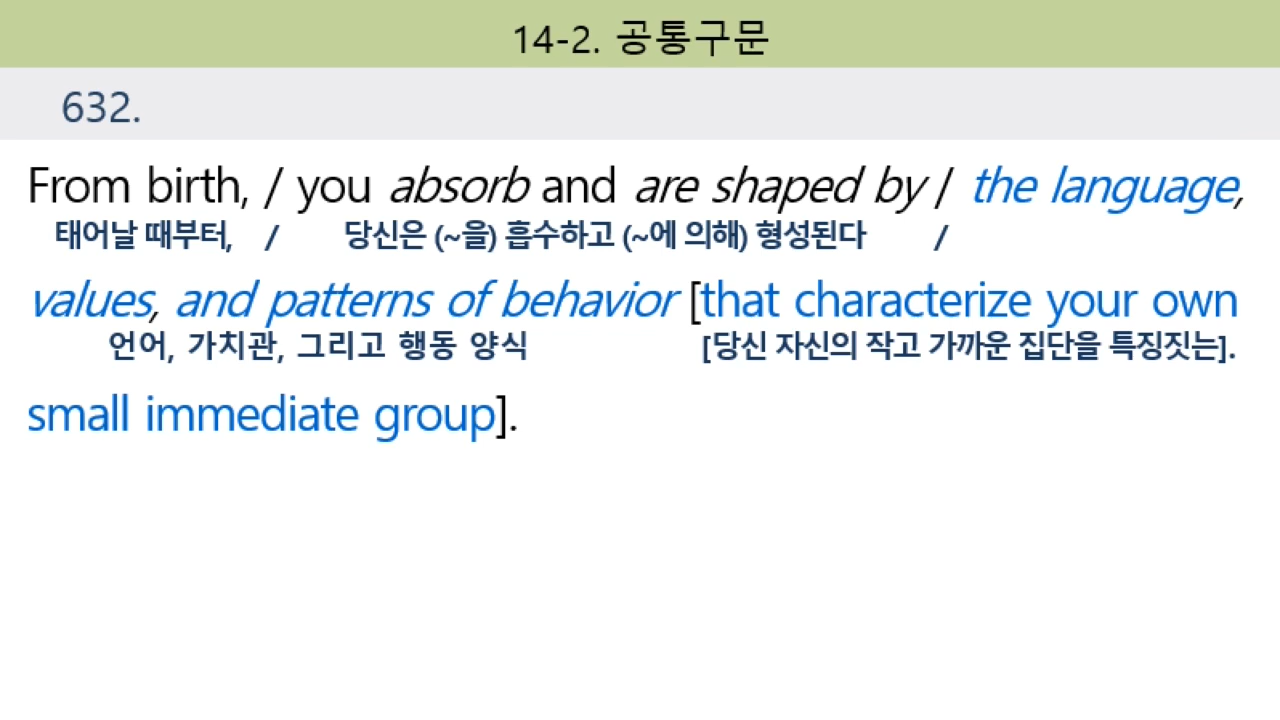 14-2. 공통구문
632.
From birth, / you absorb and are shaped by / the language,
태어날 때부터, / 당신은 (~을) 흡수하고 (~에 의해) 형성된다 /
values, and patterns of behavior [that characterize your own
언어, 가치관, 그리고 행동 양식 [당신 자신의 작고 가까운 집단을 특징짓는].
small immediate group].